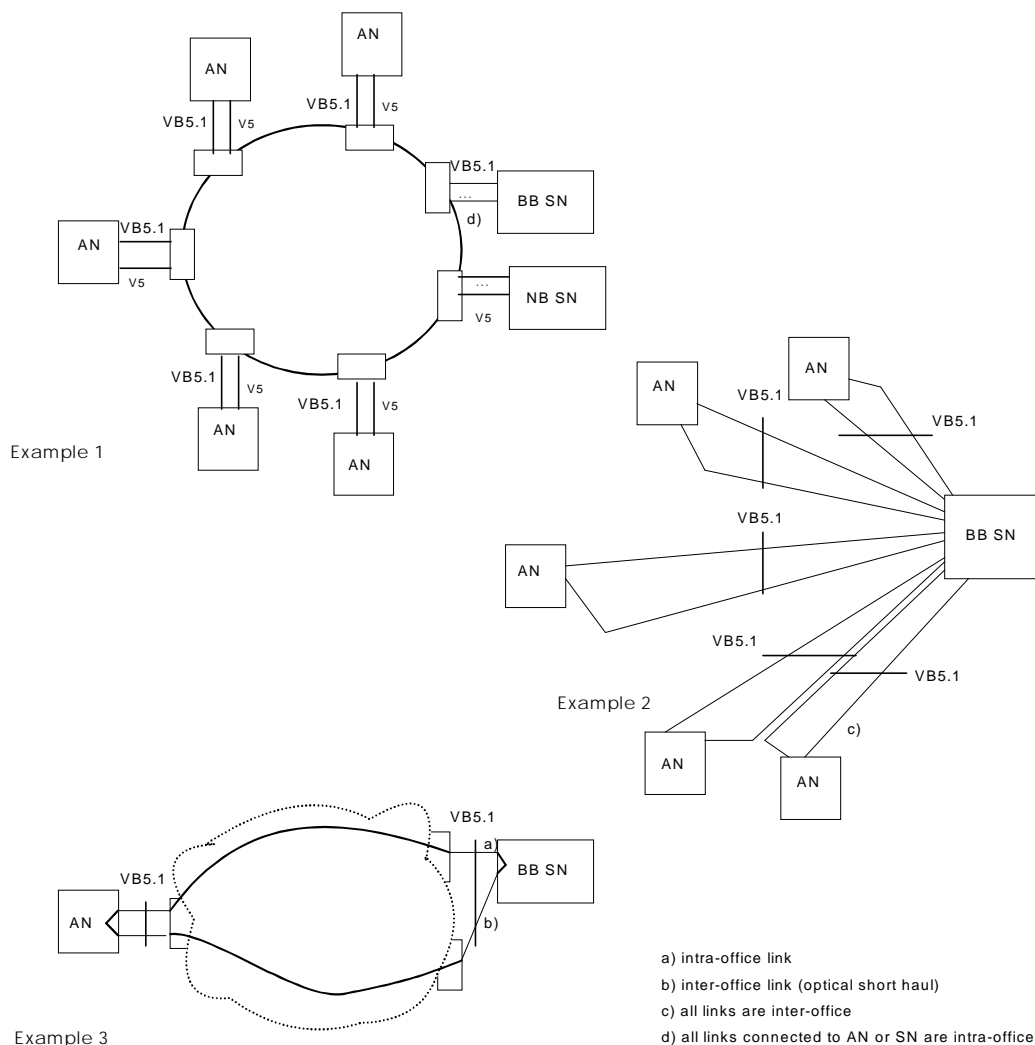 AN
VB5.1
V5
AN
VB5.1
V5
VB5.1
...
BB SN
d)
AN
VB5.1
V5
...
NB SN
V5
VB5.1
V5
AN
VB5.1
V5
AN
Example 1
AN
VB5.1
AN
VB5.1
VB5.1
BB SN
AN
VB5.1
VB5.1
Example 2
c)
AN
AN
VB5.1
a)
BB SN
VB5.1
AN
b)
Example 3
a) intra-office link
b) inter-office link (optical short haul)
c) all links are inter-office
d) all links connected to AN or SN are intra-office